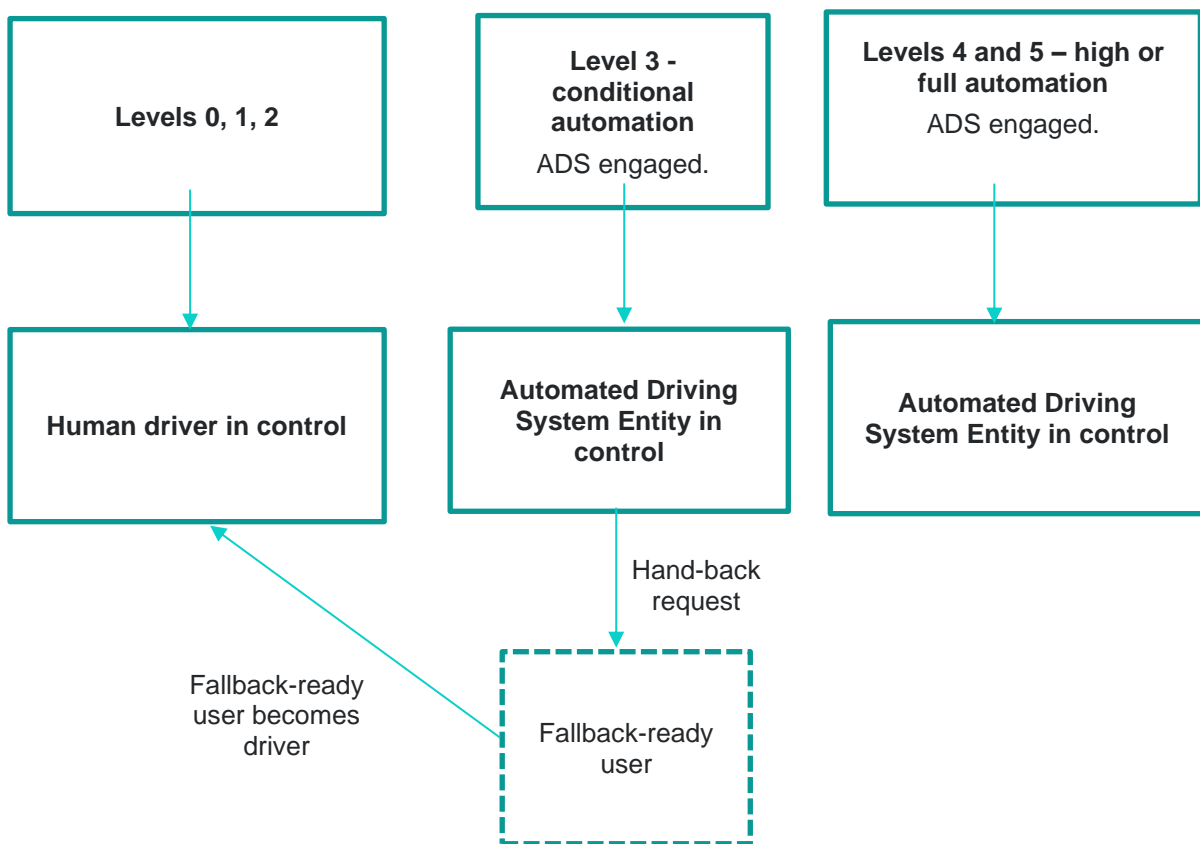 Levels 0, 1, 2
Level 3 -
conditional
automation
ADS engaged.
Levels 4 and 5 – high or
full automation
ADS engaged.
Human driver in control
Automated Driving
System Entity in
control
Automated Driving
System Entity in control
Hand-back
request
Fallback-ready
user becomes
driver
Fallback-ready
user